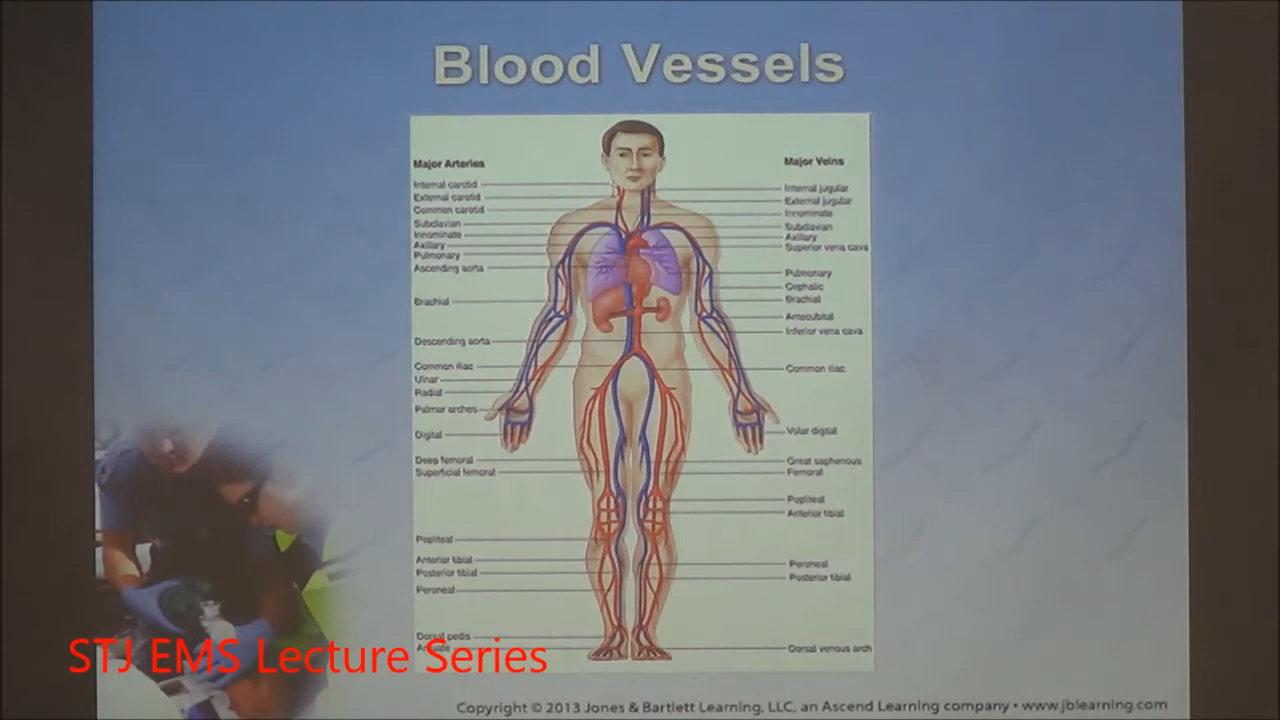 Blood Vessels
Major Arteries
Internal carotid
External carotid
Common carotid
Subclavian
Innominate
Axillary
Pulmonary
Ascending aorta
Brachial
Descending aorta
Common iliac
Ulnar
Radial
Palmar arches
Digital
Deep femoral
Superficial femoral
Popliteal
Anterior tibial
Posterior tibial
Peroneal
Dorsal pedis
Arcuate
Major Veins
Internal jugular
External jugular
Innominate
Subclavian
Axillary
Superior vena cava
Pulmonary
Cephalic
Brachial
Antecubital
Inferior vena cava
Common iliac
Volar digital
Great saphenous
Femoral
Popliteal
Anterior tibial
Peroneal
Posterior tibial
Dorsal venous arch
STJ EMS Lecture Series
Copyright © 2013 Jones & Bartlett Learning, LLC, an Ascend Learning company • www.jblearning.com